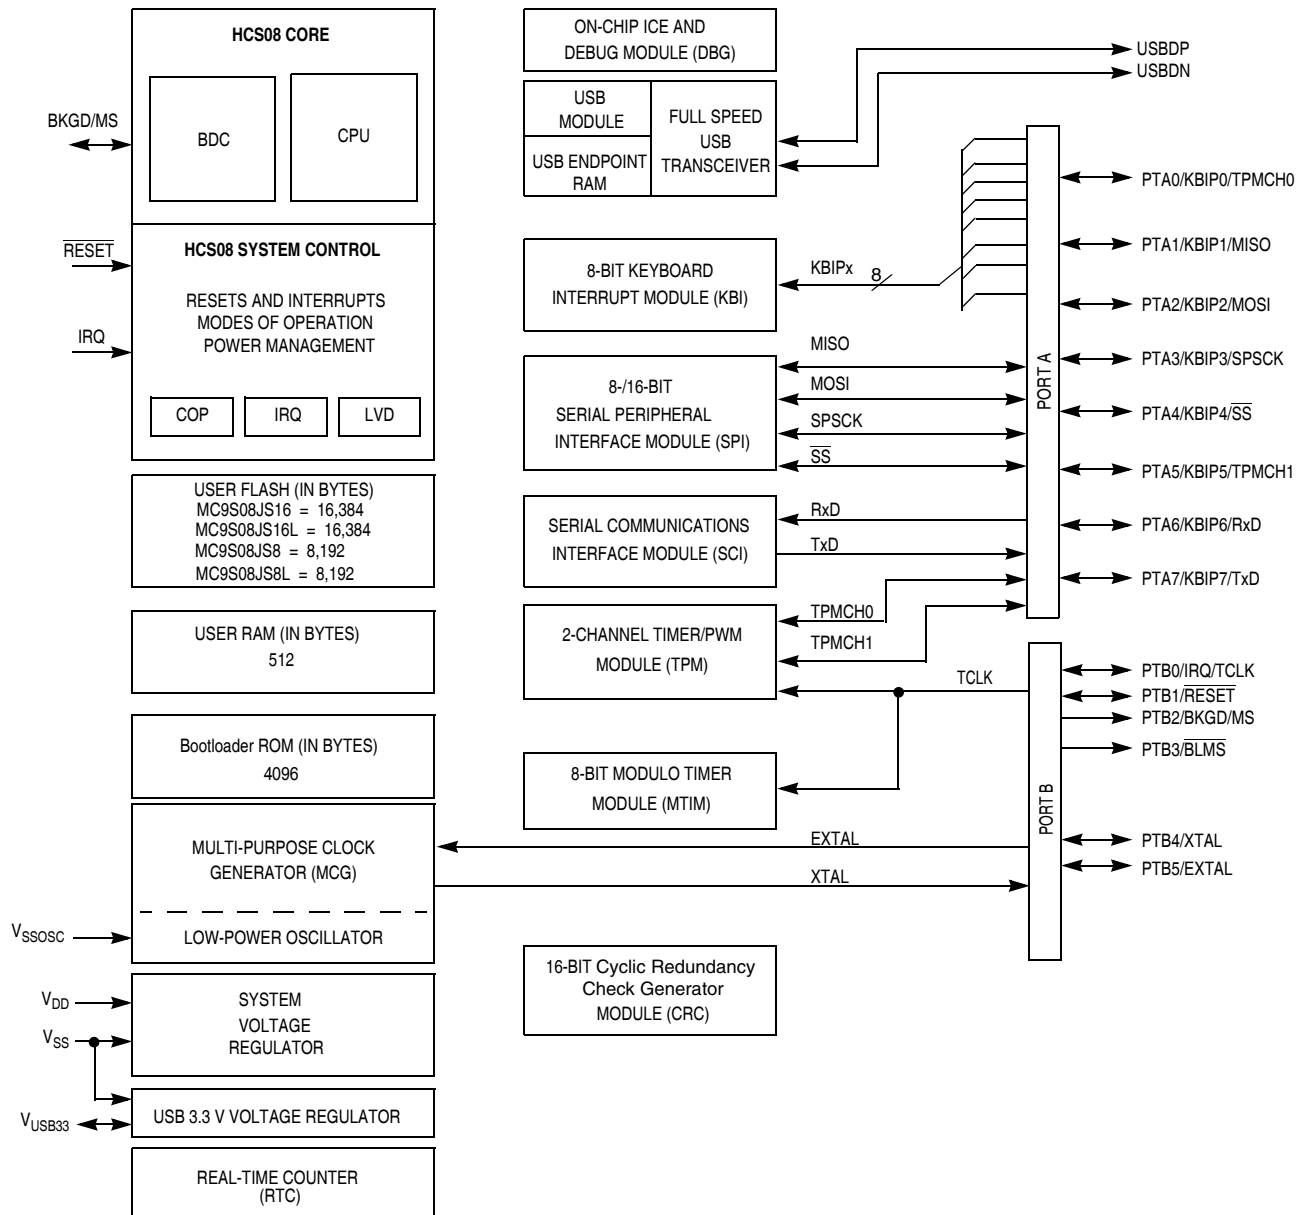 HCS08 CORE
BDC
CPU
BKGD/MS
RESET
IRQ
HCS08 SYSTEM CONTROL
RESETS AND INTERRUPTS
MODES OF OPERATION
POWER MANAGEMENT
COP
IRQ
LVD
USER FLASH (IN BYTES)
MC9S08JS16 = 16,384
MC9S08JS16L = 16,384
MC9S08JS8 = 8,192
MC9S08JS8L = 8,192
USER RAM (IN BYTES)
512
Bootloader ROM (IN BYTES)
4096
MULTI-PURPOSE CLOCK
GENERATOR (MCG)
LOW-POWER OSCILLATOR
VSSOSC
VDD
VSS
SYSTEM
VOLTAGE
REGULATOR
VUSB33
USB 3.3 V VOLTAGE REGULATOR
REAL-TIME COUNTER
(RTC)
ON-CHIP ICE AND
DEBUG MODULE (DBG)
USB
MODULE
USB ENDPOINT
RAM
FULL SPEED
USB
TRANSCEIVER
8-BIT KEYBOARD
INTERRUPT MODULE (KBI)
KBIPx
8
8-/16-BIT
SERIAL PERIPHERAL
INTERFACE MODULE (SPI)
MISO
MOSI
SPSCK
SS
SERIAL COMMUNICATIONS
INTERFACE MODULE (SCI)
RxD
TxD
2-CHANNEL TIMER/PWM
MODULE (TPM)
TPMCH0
TPMCH1
TCLK
8-BIT MODULO TIMER
MODULE (MTIM)
EXTAL
XTAL
16-BIT Cyclic Redundancy
Check Generator
MODULE (CRC)
USBDP
USBDN
PORT A
PTA0/KBIP0/TPMCH0
PTA1/KBIP1/MISO
PTA2/KBIP2/MOSI
PTA3/KBIP3/SPSCK
PTA4/KBIP4/SS
PTA5/KBIP5/TPMCH1
PTA6/KBIP6/RxD
PTA7/KBIP7/TxD
PORT B
PTB0/IRQ/TCLK
PTB1/RESET
PTB2/BKGD/MS
PTB3/BLMS
PTB4/XTAL
PTB5/EXTAL